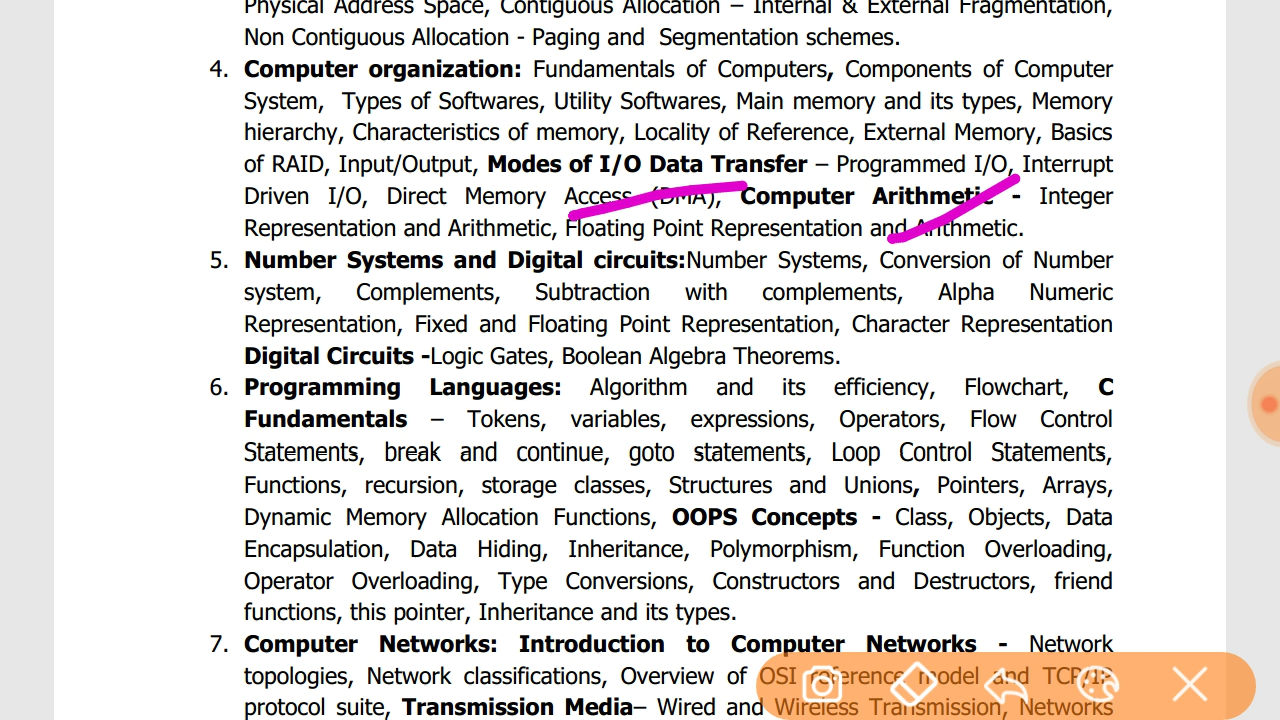 Physical Address Space, Contiguous Allocation – Internal & External Fragmentation,
Non Contiguous Allocation - Paging and Segmentation schemes.
4. Computer organization: Fundamentals of Computers, Components of Computer
System, Types of Softwares, Utility Softwares, Main memory and its types, Memory
hierarchy, Characteristics of memory, Locality of Reference, External Memory, Basics
of RAID, Input/Output, Modes of I/O Data Transfer – Programmed I/O, Interrupt
Driven I/O, Direct Memory Access (DMA), Computer Arithmetic - Integer
Representation and Arithmetic, Floating Point Representation and Arithmetic.
5. Number Systems and Digital circuits:Number Systems, Conversion of Number
system, Complements, Subtraction with complements, Alpha Numeric
Representation, Fixed and Floating Point Representation, Character Representation
Digital Circuits -Logic Gates, Boolean Algebra Theorems.
6. Programming Languages: Algorithm and its efficiency, Flowchart, C
Fundamentals – Tokens, variables, expressions, Operators, Flow Control
Statements, break and continue, goto statements, Loop Control Statements,
Functions, recursion, storage classes, Structures and Unions, Pointers, Arrays,
Dynamic Memory Allocation Functions, OOPS Concepts - Class, Objects, Data
Encapsulation, Data Hiding, Inheritance, Polymorphism, Function Overloading,
Operator Overloading, Type Conversions, Constructors and Destructors, friend
functions, this pointer, Inheritance and its types.
7. Computer Networks: Introduction to Computer Networks - Network
topologies, Network classifications, Overview of OSI reference model and TCP/IP
protocol suite, Transmission Media– Wired and Wireless Transmission, Networks